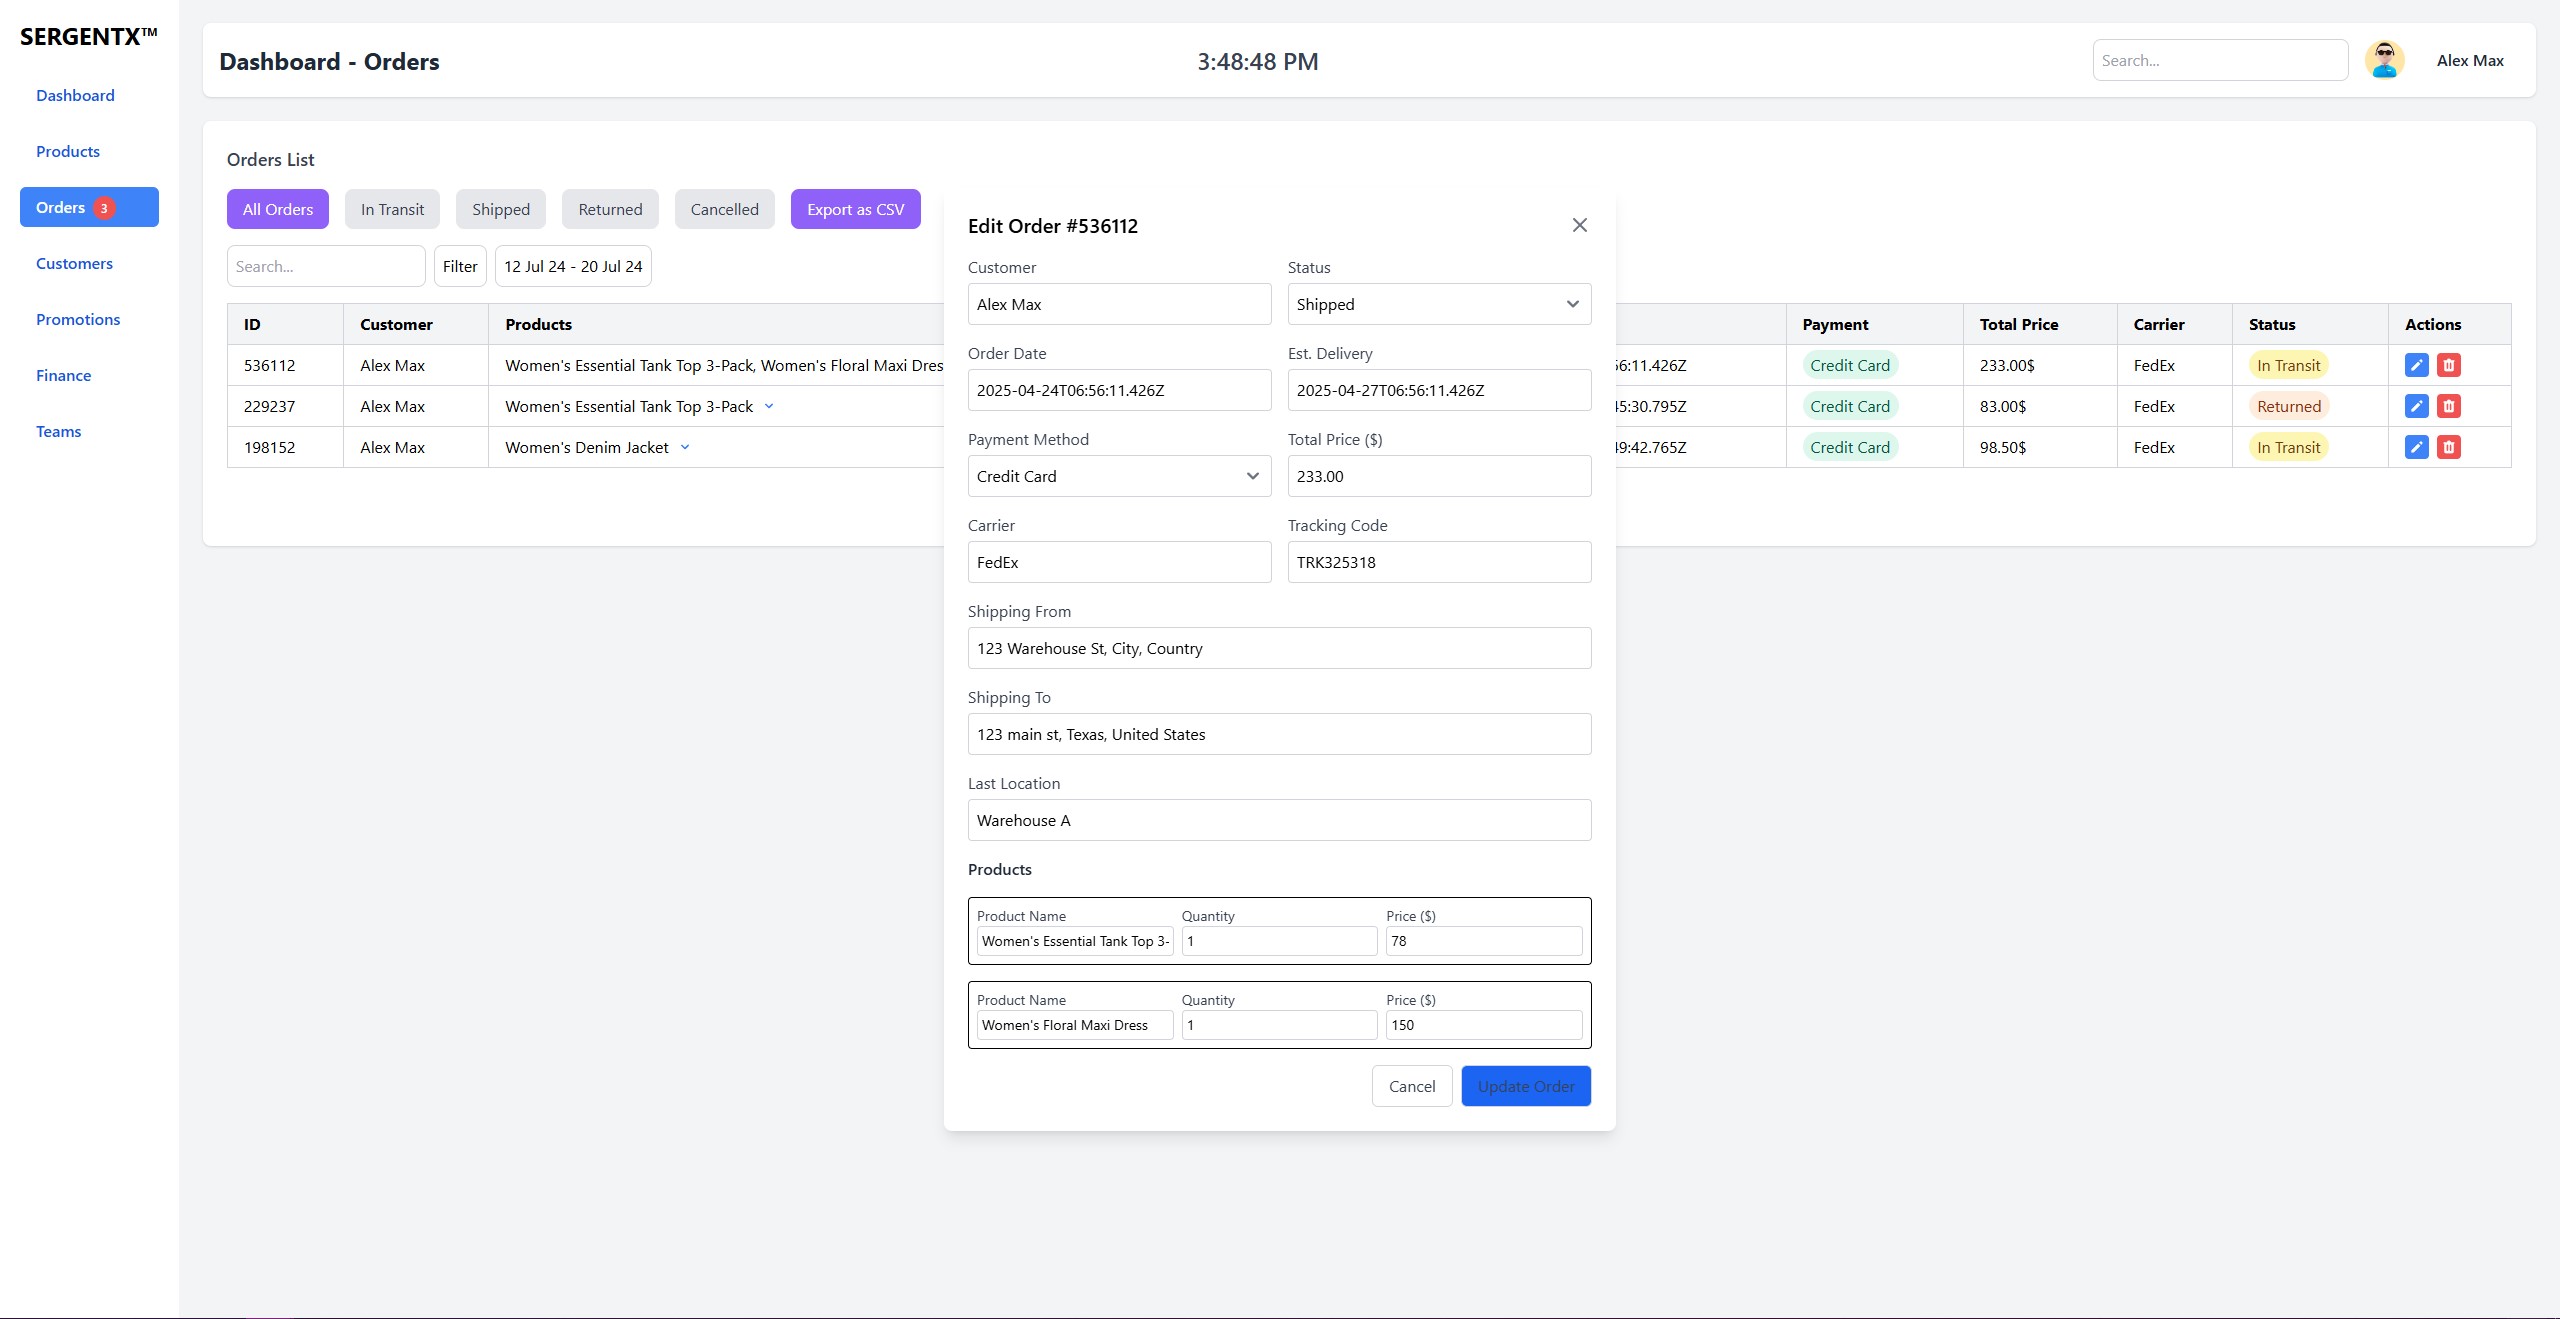 SERGENTX™
Dashboard
Products
Orders 3
Customers
Promotions
Finance
Teams
Dashboard - Orders
3:48:48 PM
Search...
Alex Max
Orders List
All Orders In Transit Shipped Returned Cancelled Export as CSV
Search... Filter 12 Jul 24 - 20 Jul 24
ID Customer Products Payment Total Price Carrier Status Actions
536112 Alex Max Women's Essential Tank Top 3-Pack, Women's Floral Maxi Dres 56:11.426Z Credit Card 233.00$ FedEx In Transit
229237 Alex Max Women's Essential Tank Top 3-Pack 45:30.795Z Credit Card 83.00$ FedEx Returned
198152 Alex Max Women's Denim Jacket 49:42.765Z Credit Card 98.50$ FedEx In Transit
Edit Order #536112
Customer Status
Alex Max Shipped
Order Date Est. Delivery
2025-04-24T06:56:11.426Z 2025-04-27T06:56:11.426Z
Payment Method Total Price ($)
Credit Card 233.00
Carrier Tracking Code
FedEx TRK325318
Shipping From
123 Warehouse St, City, Country
Shipping To
123 main st, Texas, United States
Last Location
Warehouse A
Products
Product Name Quantity Price ($)
Women's Essential Tank Top 3- 1 78
Product Name Quantity Price ($)
Women's Floral Maxi Dress 1 150
Cancel Update Order